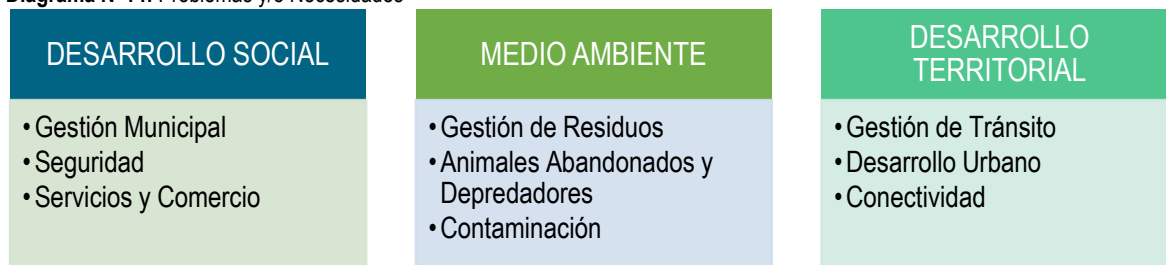 DESARROLLO SOCIAL
• Gestión Municipal
• Seguridad
• Servicios y Comercio
MEDIO AMBIENTE
• Gestión de Residuos
• Animales Abandonados y
Depredadores
• Contaminación
DESARROLLO
TERRITORIAL
• Gestión de Tránsito
• Desarrollo Urbano
• Conectividad